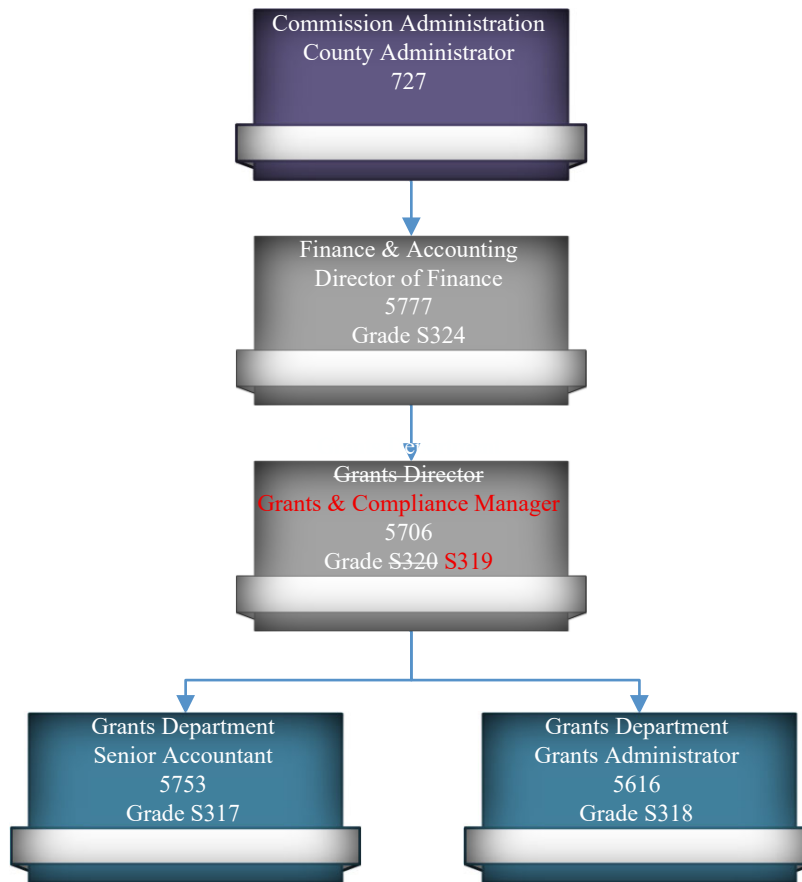 Commission Administration
County Administrator
727
Finance & Accounting
Director of Finance
5777
Grade S324
Grants Director
Grants & Compliance Manager
5706
Grade S320 S319
Grants Department
Senior Accountant
5753
Grade S317
Grants Department
Grants Administrator
5616
Grade S318